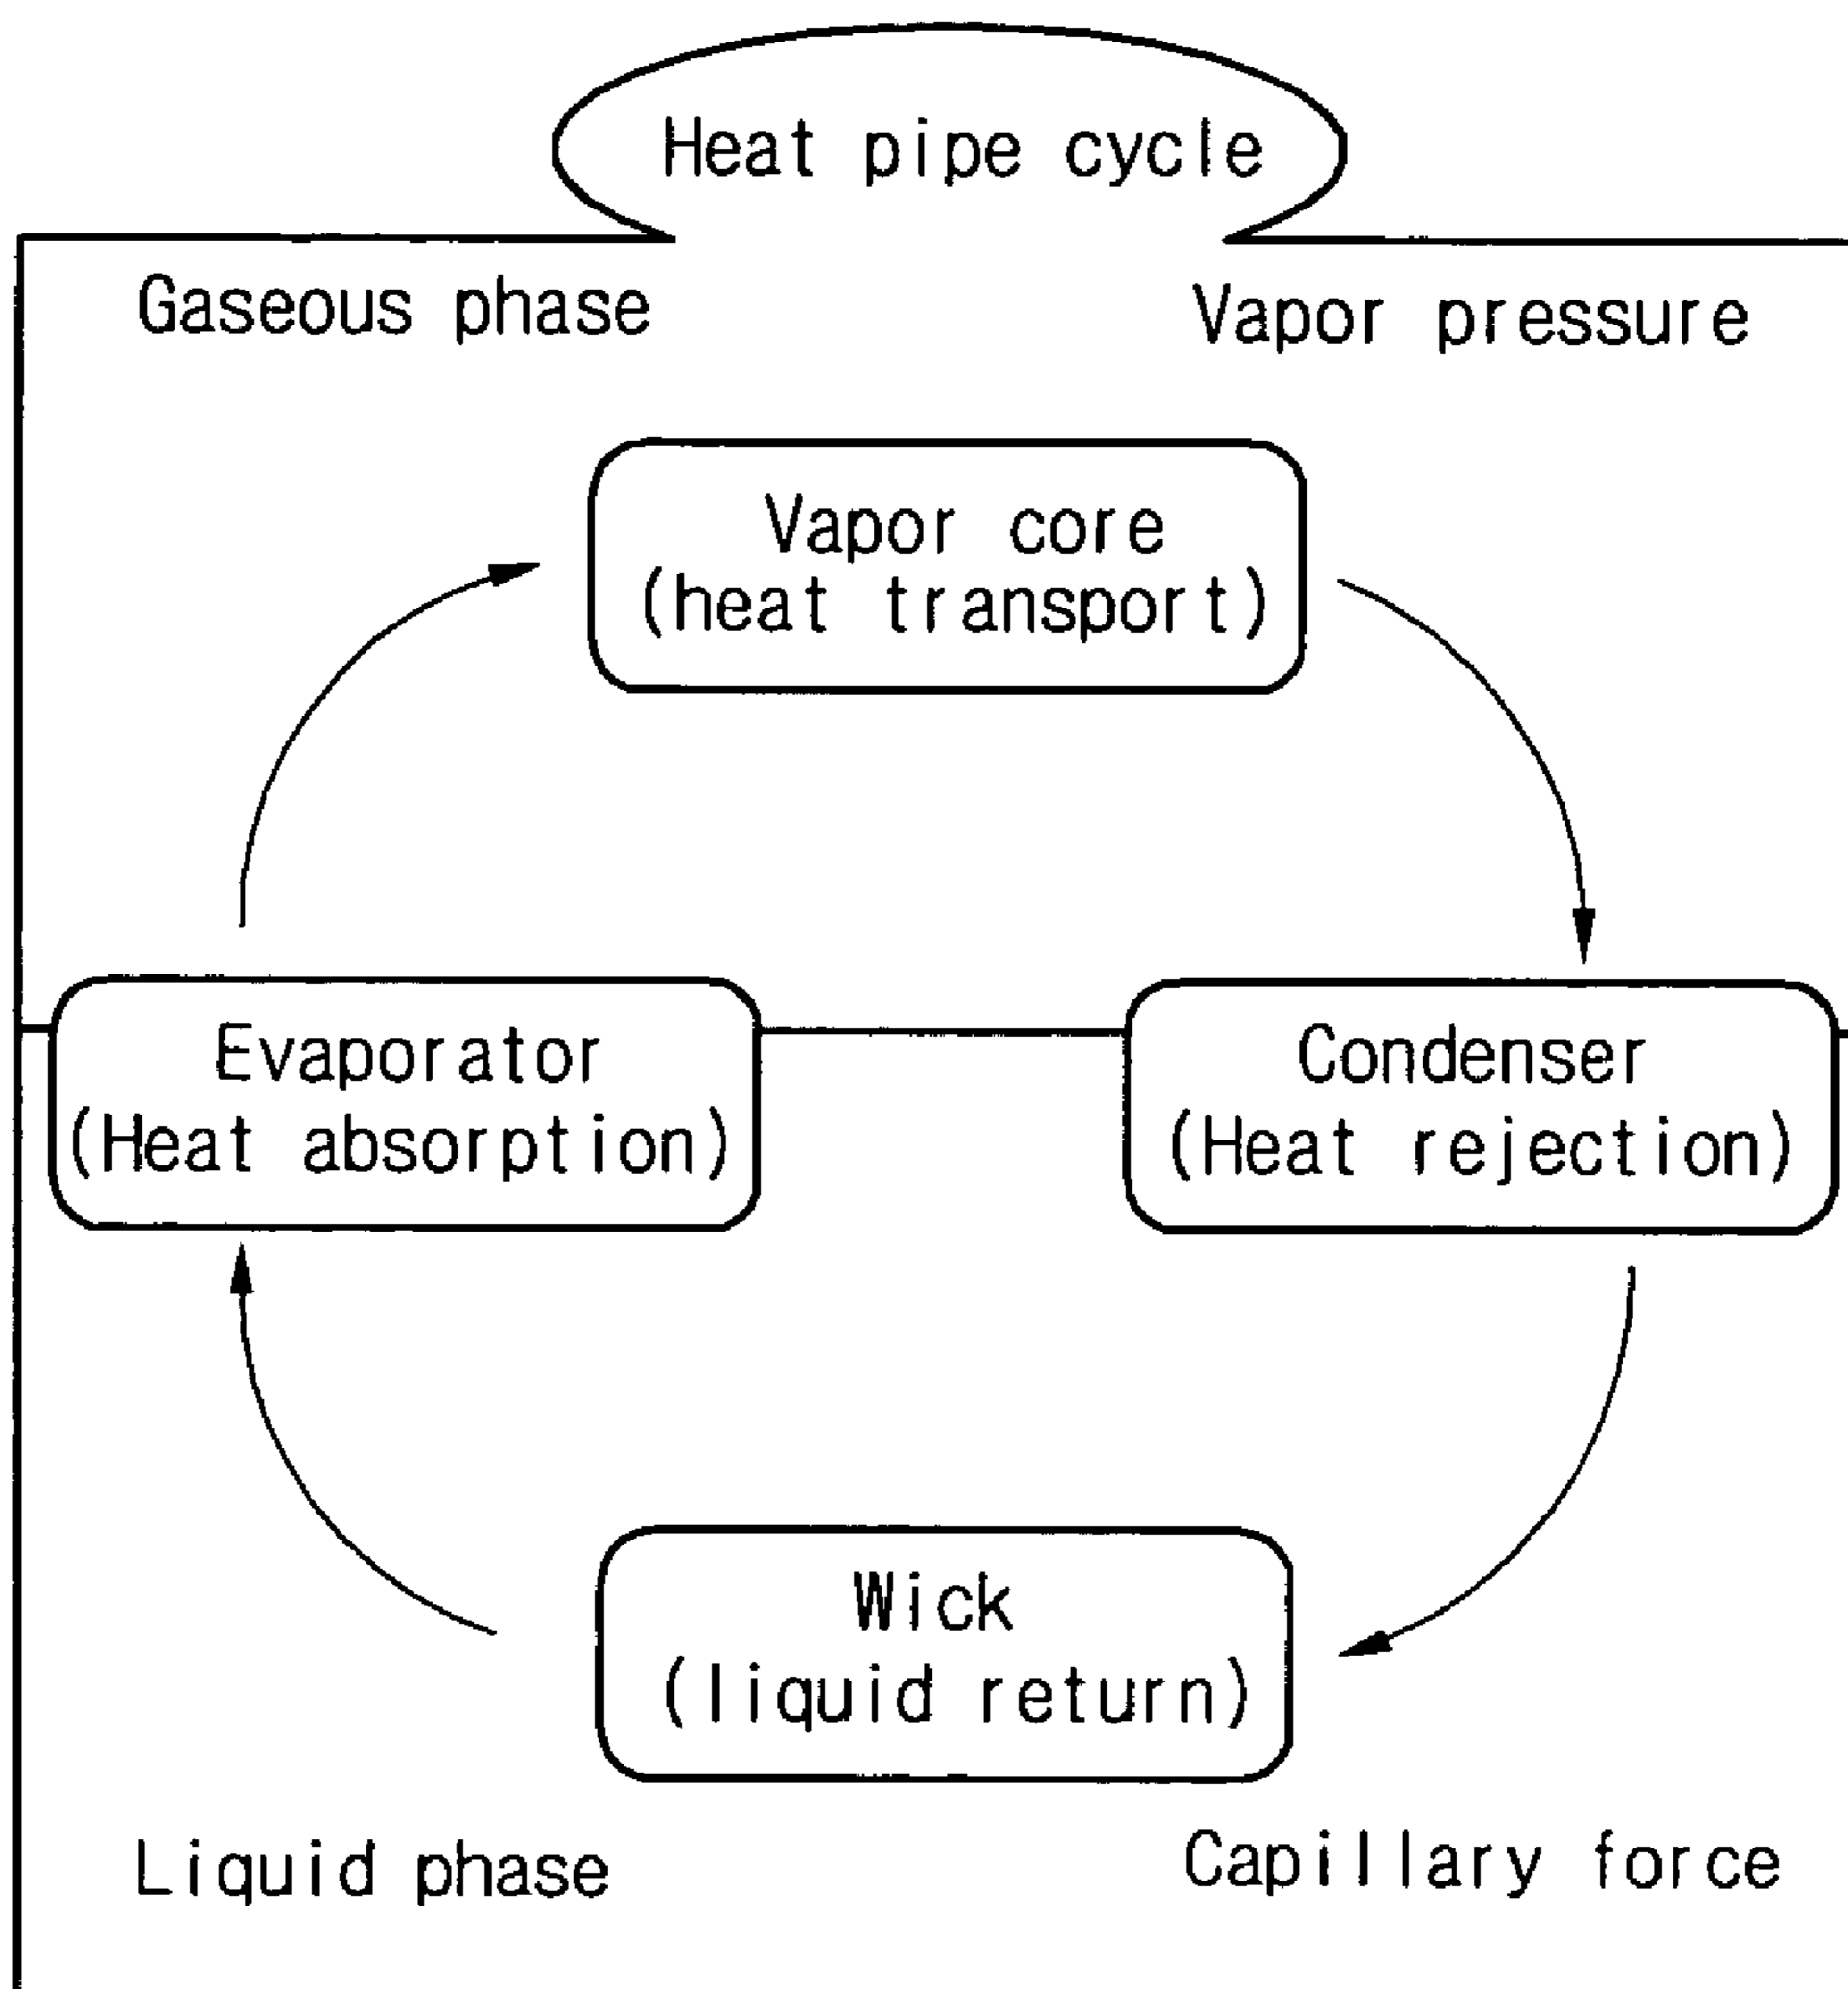 Heat pipe cycle
Gaseous phase
Vapor pressure
Vapor core
(heat transport)
Evaporator
(Heat absorption)
Condenser
(Heat rejection)
Wick
(liquid return)
Liquid phase
Capillary force